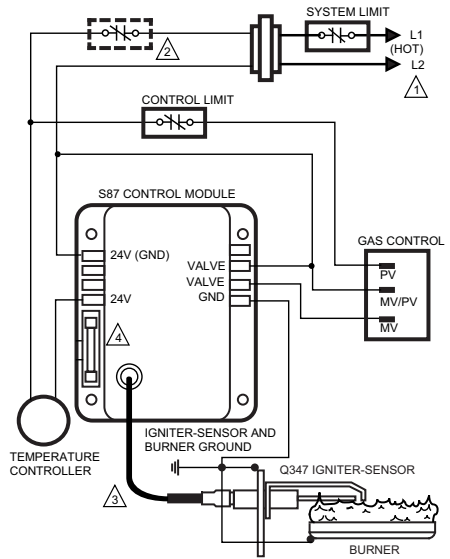 SYSTEM LIMIT
L1
(HOT)
L2
2
1
CONTROL LIMIT
S87 CONTROL MODULE
24V (GND)
VALVE
VALVE
GND
24V
4
GAS CONTROL
PV
MV/PV
MV
TEMPERATURE
CONTROLLER
IGNITER-SENSOR AND
BURNER GROUND
3
Q347 IGNITER-SENSOR
BURNER